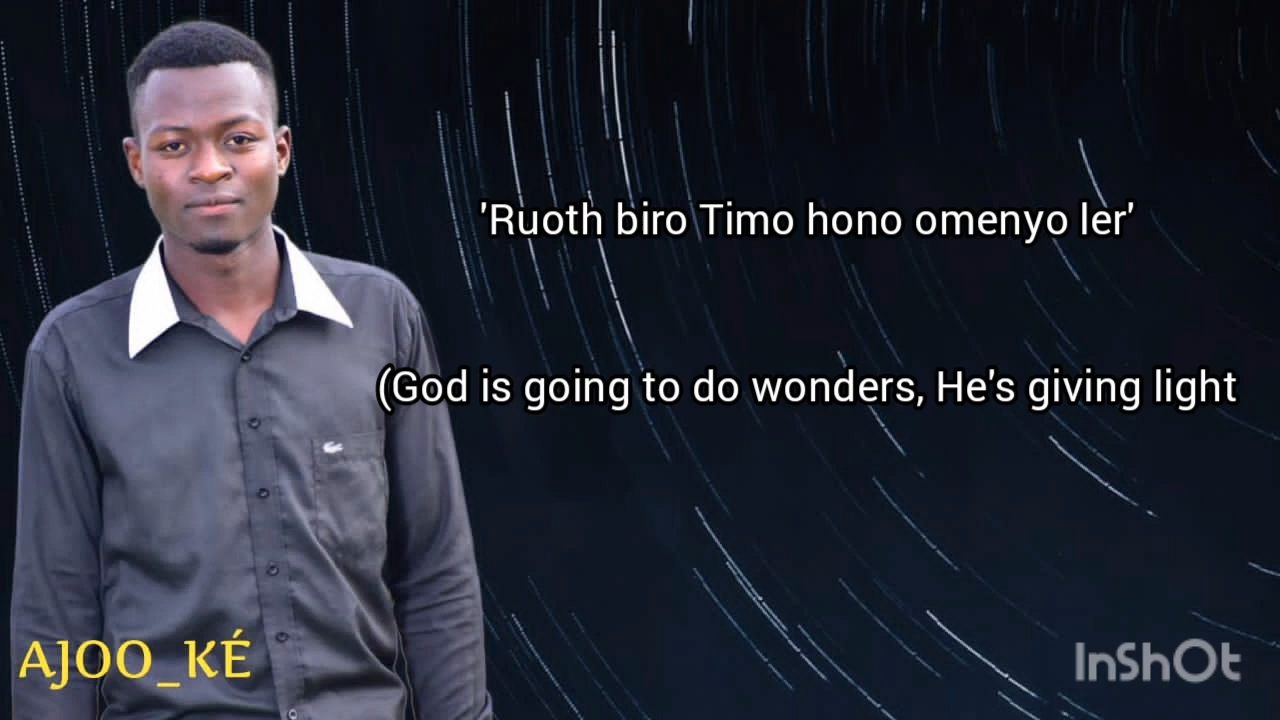 'Ruoth biro Timo hono omenyo ler'
(God is going to do wonders, He's giving light
AJOO_KÉ
InShOt